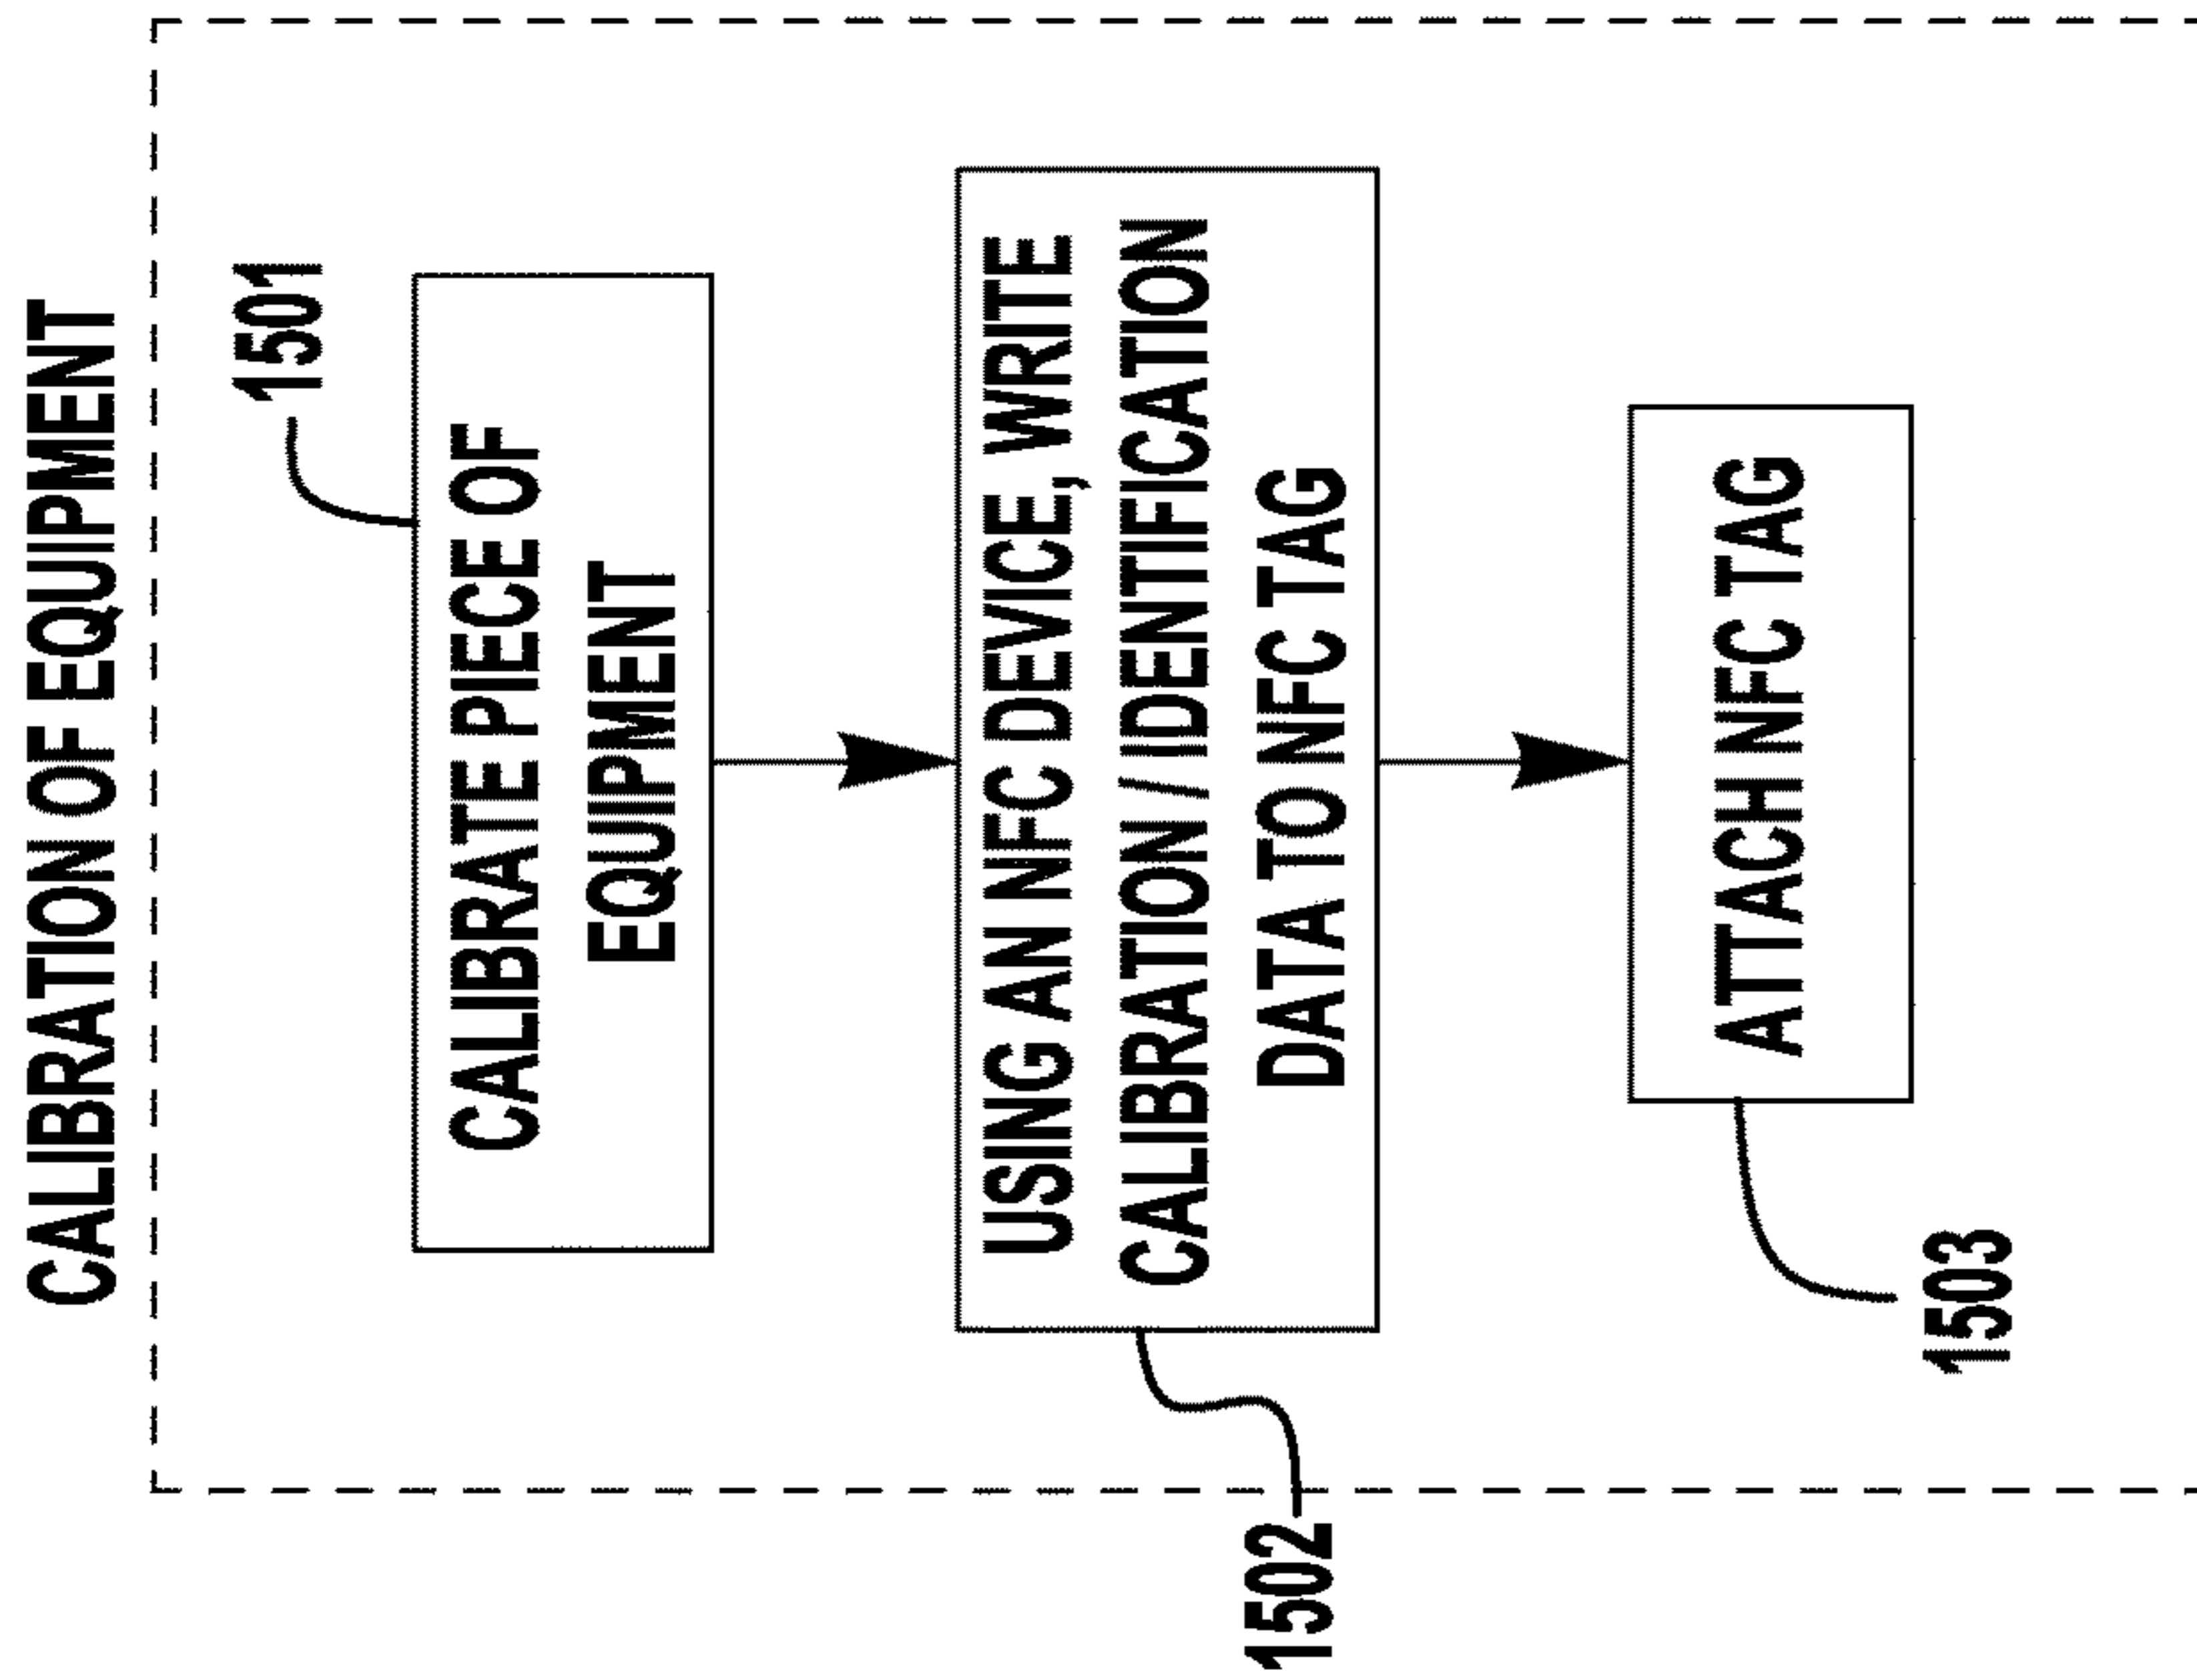 CALIBRATION OF EQUIPMENT
1501
CALIBRATE PIECE OF
EQUIPMENT
1502
USING AN NFC DEVICE, WRITE
CALIBRATION / IDENTIFICATION
DATA TO NFC TAG
ATTACH NFC TAG
1503